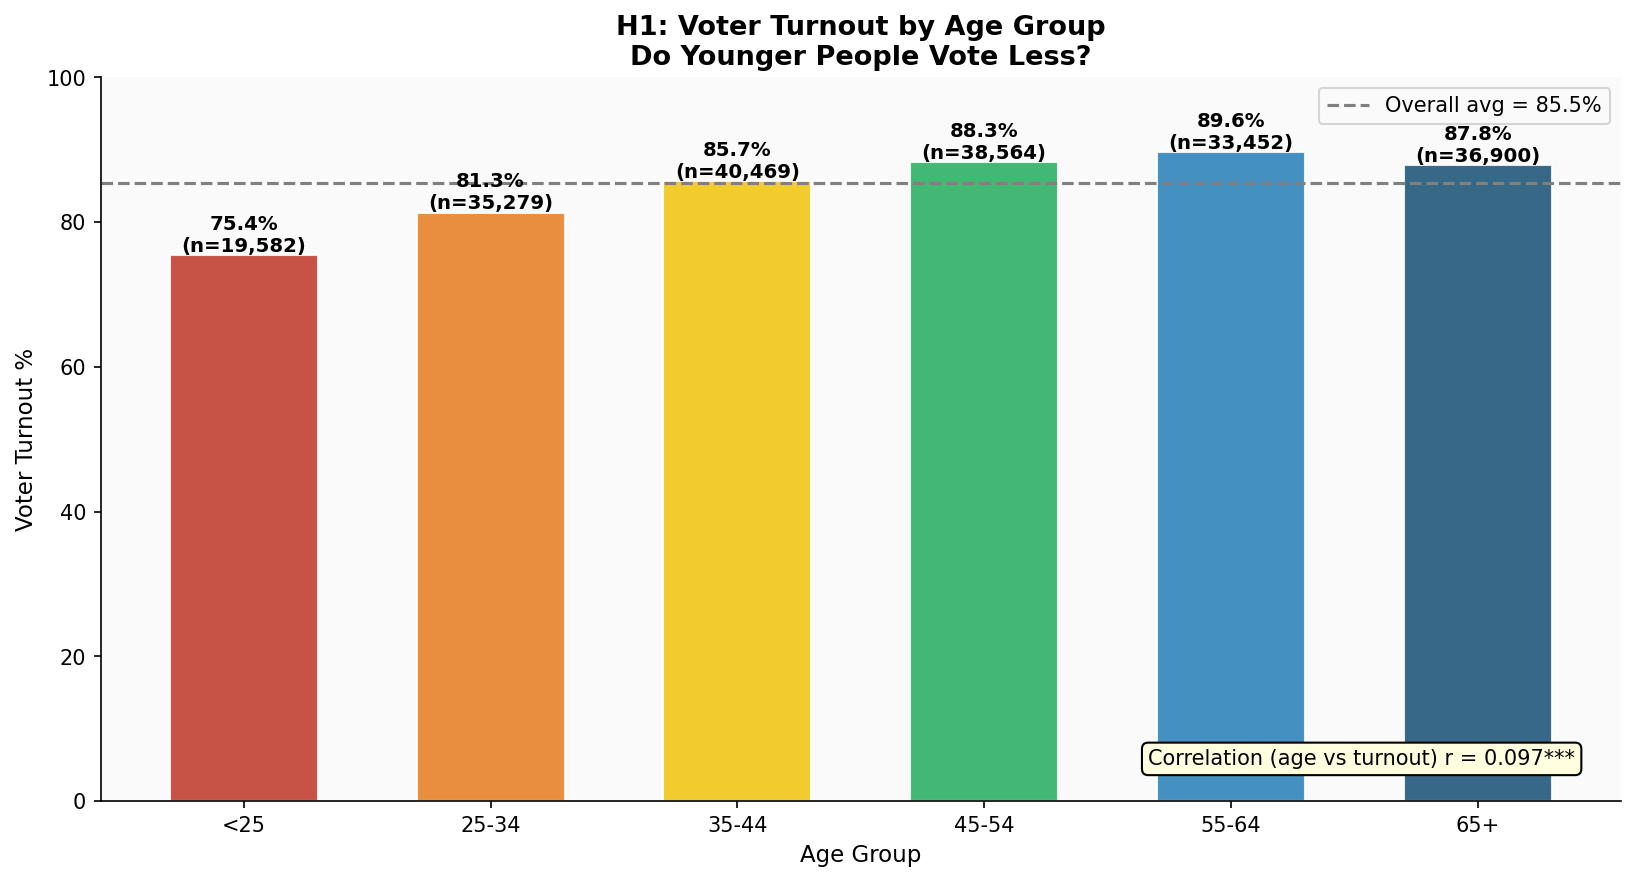 H1: Voter Turnout by Age Group
Do Younger People Vote Less?
Overall avg = 85.5%
Voter Turnout %
100
80
60
40
20
0
75.4%
(n=19,582)
81.3%
(n=35,279)
85.7%
(n=40,469)
88.3%
(n=38,564)
89.6%
(n=33,452)
87.8%
(n=36,900)
Correlation (age vs turnout) r = 0.097***
<25
25-34
35-44
45-54
55-64
65+
Age Group